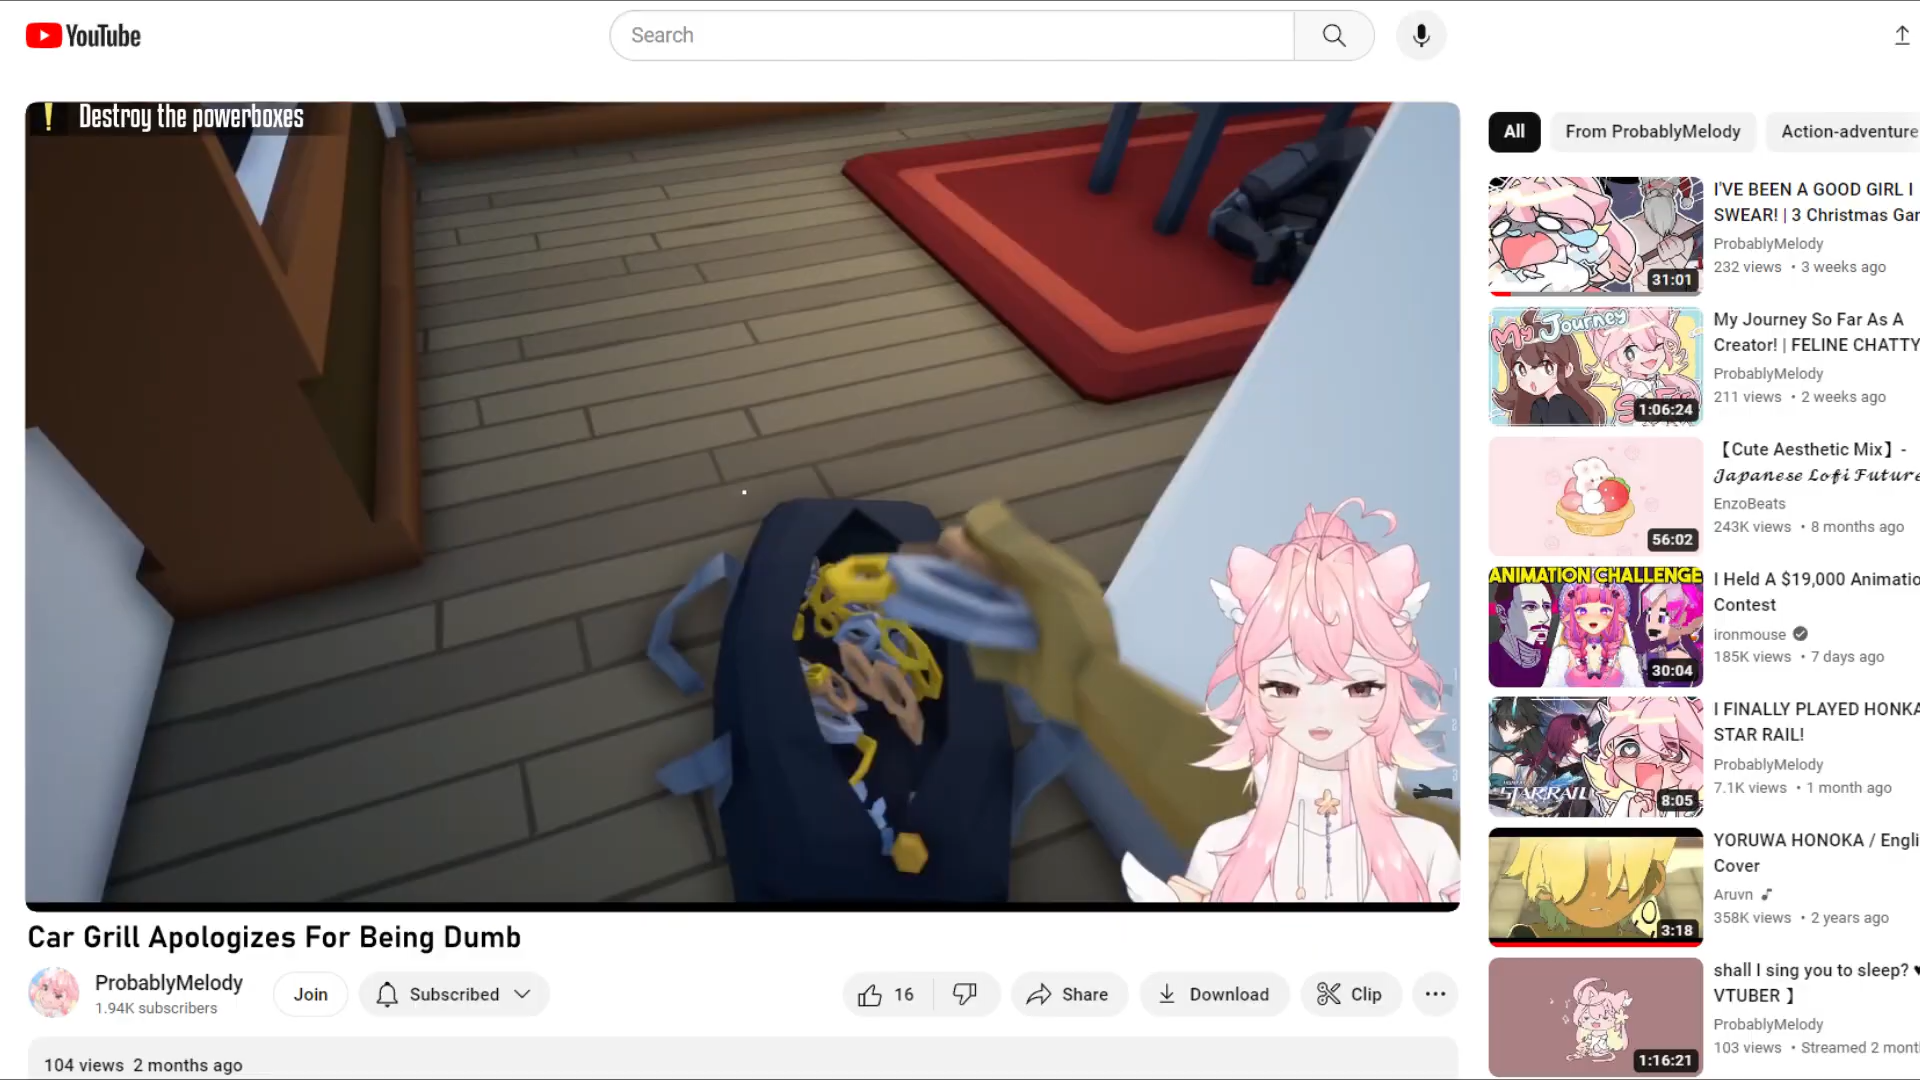 YouTube
Search
! Destroy the powerboxes
Car Grill Apologizes For Being Dumb
ProbablyMelody
1.94K subscribers
Join
Subscribed
16
Share
Download
Clip
104 views 2 months ago
All
From ProbablyMelody
Action-adventure
31:01
I'VE BEEN A GOOD GIRL I
SWEAR! | 3 Christmas Gar
ProbablyMelody
232 views • 3 weeks ago
My Journey
1:06:24
My Journey So Far As A
Creator! | FELINE CHATTY
ProbablyMelody
211 views • 2 weeks ago
56:02
【Cute Aesthetic Mix】-
𝓙𝓪𝓹𝓪𝓷𝓮𝓼𝓮 𝓛𝓸𝓯𝓲 𝓕𝓾𝓽𝓾𝓻𝓮
EnzoBeats
243K views • 8 months ago
ANIMATION CHALLENGE
30:04
I Held A $19,000 Animatio
Contest
ironmouse
185K views • 7 days ago
STAR RAIL
8:05
I FINALLY PLAYED HONKA
STAR RAIL!
ProbablyMelody
7.1K views • 1 month ago
3:18
YORUWA HONOKA / Engli
Cover
Aruvn
358K views • 2 years ago
1:16:21
shall I sing you to sleep? ♥
VTUBER 】
ProbablyMelody
103 views • Streamed 2 mont